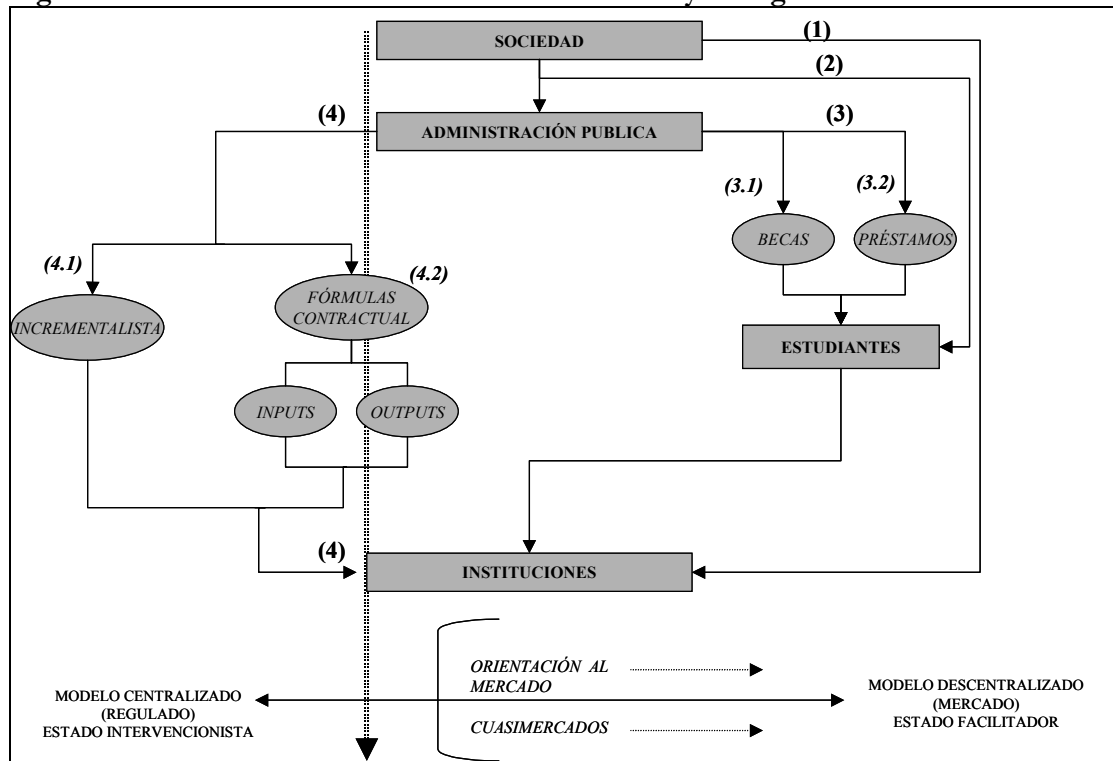 SOCIEDAD
(1)
(2)
(4)
ADMINISTRACIÓN PUBLICA
(3)
(3.1)
(3.2)
BECAS
PRÉSTAMOS
(4.1)
(4.2)
FÓRMULAS
CONTRACTUAL
INCREMENTALISTA
ESTUDIANTES
INPUTS
OUTPUTS
(4)
INSTITUCIONES
ORIENTACIÓN AL
MERCADO
MODELO CENTRALIZADO
(REGULADO)
ESTADO INTERVENCIONISTA
CUASIMERCADOS
MODELO DESCENTRALIZADO
(MERCADO)
ESTADO FACILITADOR